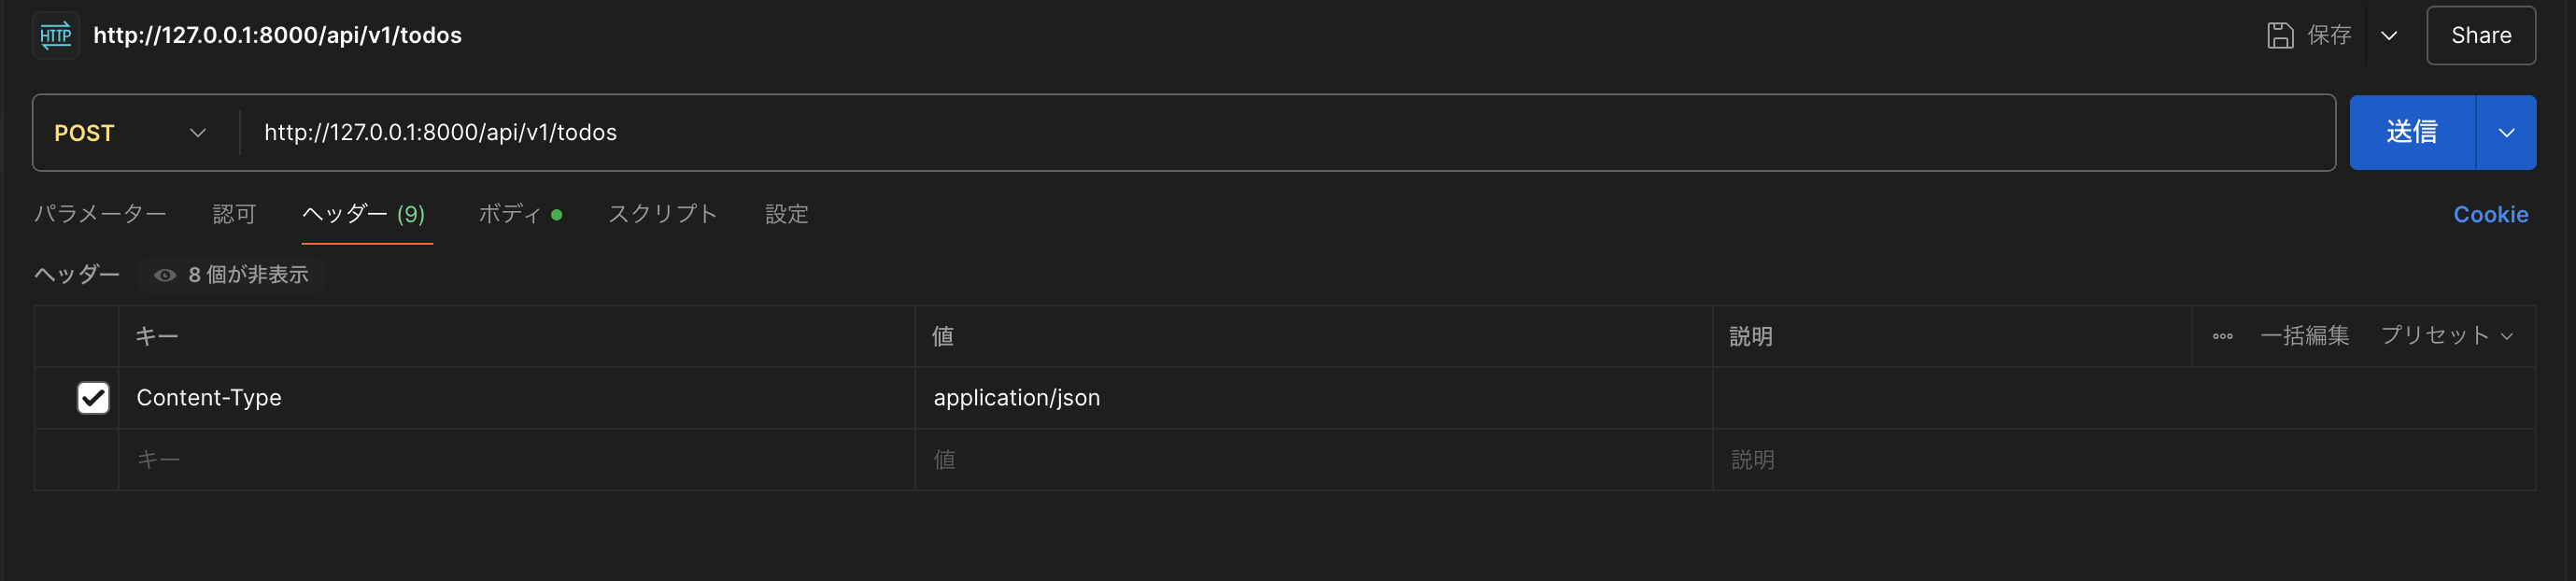 HTTP http://127.0.0.1:8000/api/v1/todos 保存 Share
POST http://127.0.0.1:8000/api/v1/todos 送信
パラメーター 認可 ヘッダー (9) ボディ スクリプト 設定 Cookie
ヘッダー 8 個が非表示
キー 値 説明 一括編集 プリセット
Content-Type application/json
キー 値 説明